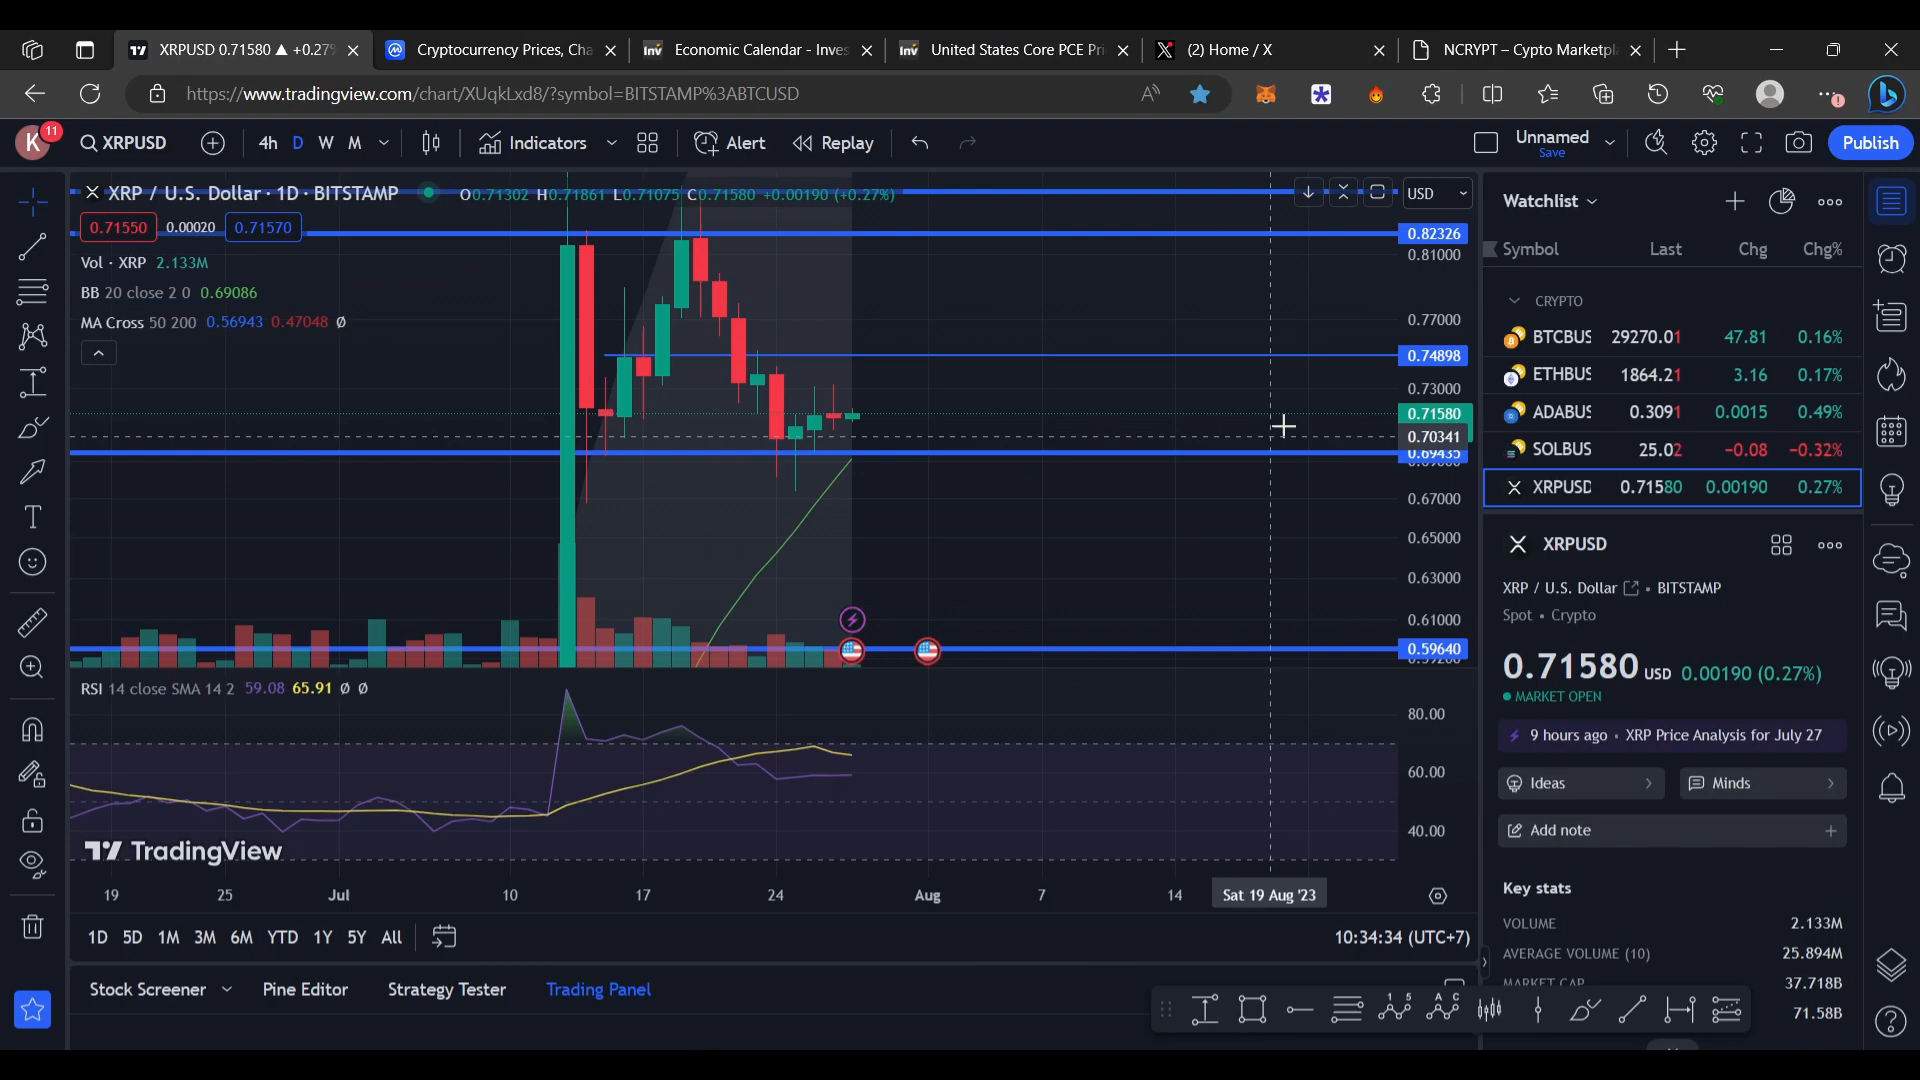 XRPUSD 0.71580 ▲ +0.27%
Cryptocurrency Prices, Cha
Economic Calendar - Inves
United States Core PCE Pri
(2) Home / X
NCRYPT – Cypto Marketpl
https://www.tradingview.com/chart/XUqkLxd8/?symbol=BITSTAMP%3ABTCUSD
K 11 XRPUSD 4h D W M Indicators Alert Replay Unnamed Save Publish
XRP / U.S. Dollar · 1D · BITSTAMP O0.71302 H0.71861 L0.71075 C0.71580 +0.00190 (+0.27%) USD
0.71550 0.00020 0.71570
Vol · XRP 2.133M
BB 20 close 2 0 0.69086
MA Cross 50 200 0.56943 0.47048 Ø
0.82326
0.81000
0.77000
0.74898
0.73000
0.71580
0.70341
0.69435
0.67000
0.65000
0.63000
0.61000
0.59640
RSI 14 close SMA 14 2 59.08 65.91 Ø Ø
80.00
60.00
40.00
TradingView
19 25 Jul 10 17 24 Aug 7 14 Sat 19 Aug '23
1D 5D 1M 3M 6M YTD 1Y 5Y All 10:34:34 (UTC+7)
Stock Screener Pine Editor Strategy Tester Trading Panel
Watchlist
Symbol Last Chg Chg%
CRYPTO
BTCBUS 29270.01 47.81 0.16%
ETHBUS 1864.21 3.16 0.17%
ADABUS 0.3091 0.0015 0.49%
SOLBUS 25.02 −0.08 −0.32%
XRPUSD 0.71580 0.00190 0.27%
XRPUSD
XRP / U.S. Dollar • BITSTAMP
Spot • Crypto
0.71580 USD 0.00190 (0.27%)
MARKET OPEN
9 hours ago • XRP Price Analysis for July 27
Ideas Minds
Add note
Key stats
VOLUME 2.133M
AVERAGE VOLUME (10) 25.894M
MARKET CAP 37.718B
71.58B